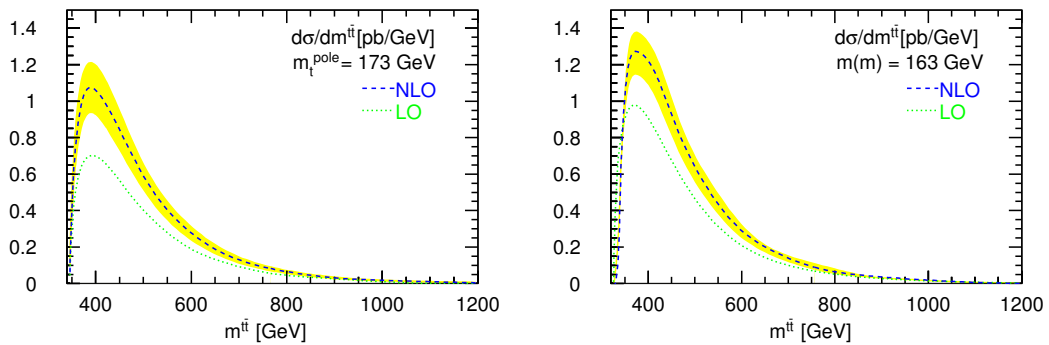 1.4
1.2
1
0.8
0.6
0.4
0.2
0
dσ/dm^{tt̄}[pb/GeV]
m_t^{pole} = 173 GeV
NLO
LO
400 600 800 1000 1200
m^{tt̄} [GeV]
1.4
1.2
1
0.8
0.6
0.4
0.2
0
dσ/dm^{tt̄}[pb/GeV]
m(m) = 163 GeV
NLO
LO
400 600 800 1000 1200
m^{tt̄} [GeV]